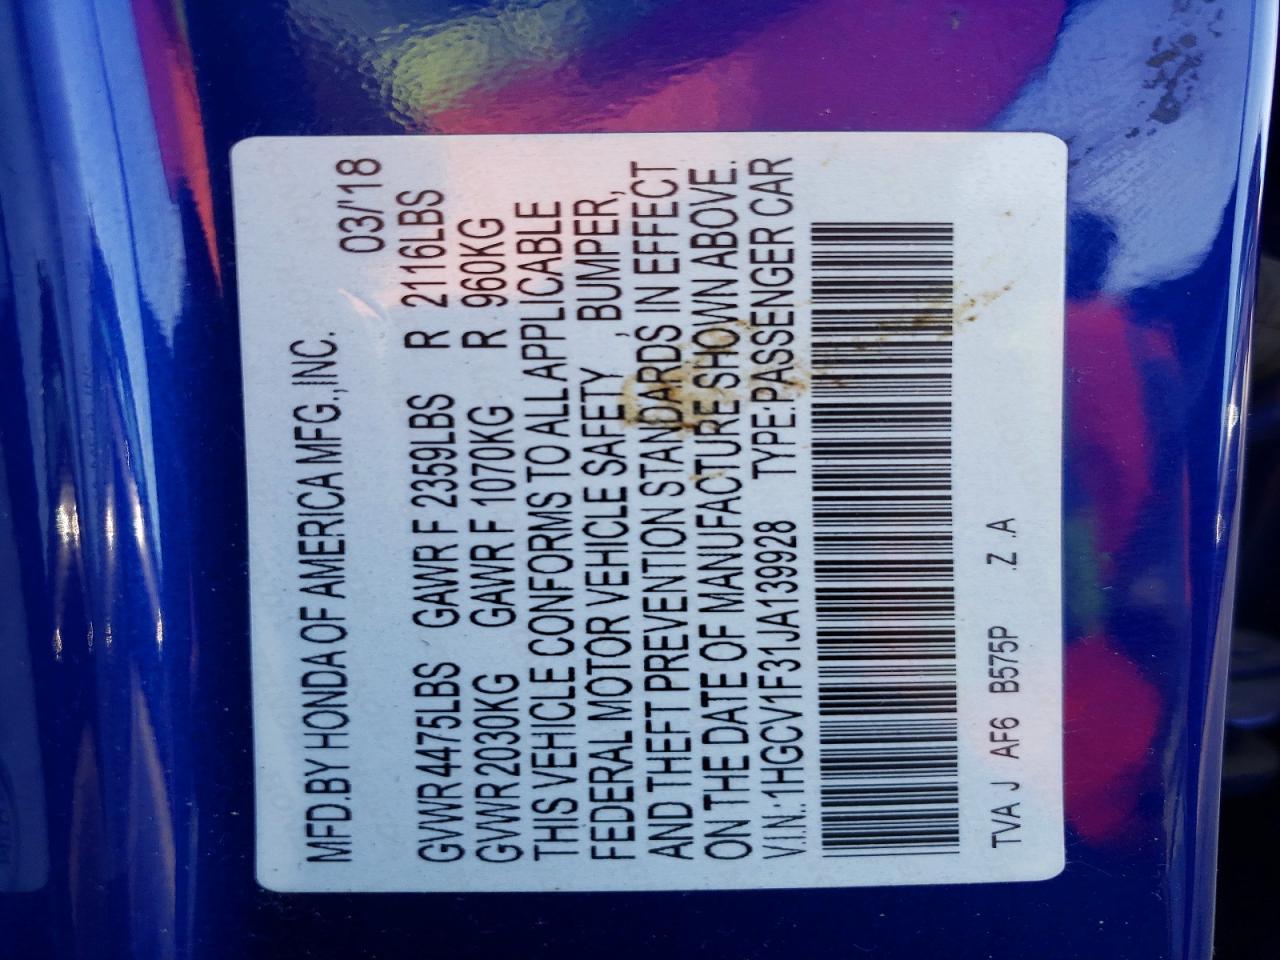 MFD.BY HONDA OF AMERICA MFG.,INC.
03/'18
GVWR 4475LBS GAWR F 2359LBS R 2116LBS
GVWR 2030KG GAWR F 1070KG R 960KG
THIS VEHICLE CONFORMS TO ALL APPLICABLE
FEDERAL MOTOR VEHICLE SAFETY , BUMPER,
AND THEFT PREVENTION STANDARDS IN EFFECT
ON THE DATE OF MANUFACTURE SHOWN ABOVE.
V.I.N.:1HGCV1F31JA139928 TYPE:PASSENGER CAR
TVA J AF6 B575P .Z .A